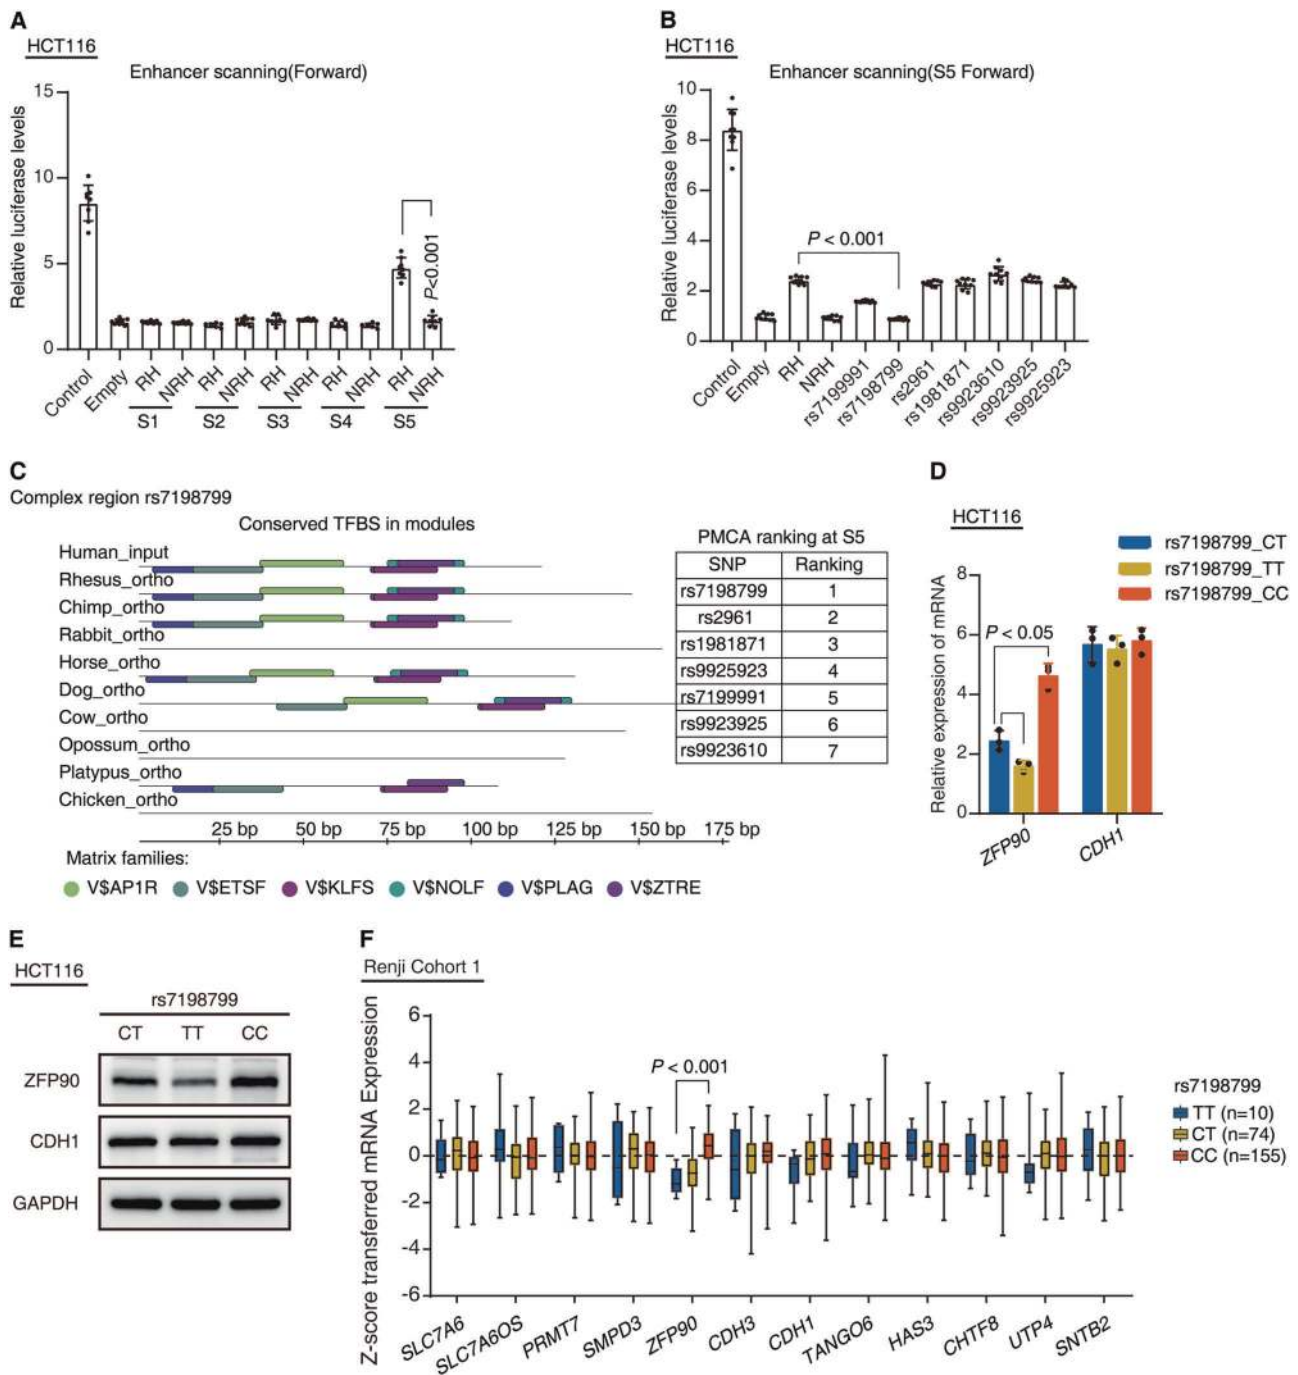 A
HCT116
Enhancer scanning(Forward)
Relative luciferase levels
15
10
5
0
P<0.001
Control
Empty
RH
NRH
RH
NRH
RH
NRH
RH
NRH
RH
NRH
S1
S2
S3
S4
S5
B
HCT116
Enhancer scanning(S5 Forward)
Relative luciferase levels
10
8
6
4
2
0
P < 0.001
Control
Empty
RH
NRH
rs7199921
rs7198799
rs2961
rs1981871
rs9923610
rs9923925
rs9925923
C
Complex region rs7198799
Conserved TFBS in modules
Human_input
Rhesus_ortho
Chimp_ortho
Rabbit_ortho
Horse_ortho
Dog_ortho
Cow_ortho
Opossum_ortho
Platypus_ortho
Chicken_ortho
25 bp 50 bp 75 bp 100 bp 125 bp 150 bp 175 bp
Matrix families:
V$AP1R V$ETSF V$KLFS V$NOLF V$PLAG V$ZTRE
PMCA ranking at S5
SNP Ranking
rs7198799 1
rs2961 2
rs1981871 3
rs9925923 4
rs7199991 5
rs9923925 6
rs9923610 7
D
HCT116
rs7198799_CT
rs7198799_TT
rs7198799_CC
Relative expression of mRNA
8
6
4
2
0
P < 0.05
ZFP90
CDH1
E
HCT116
rs7198799
CT TT CC
ZFP90
CDH1
GAPDH
F
Renji Cohort 1
Z-score transferred mRNA Expression
6
4
2
0
-2
-4
-6
P < 0.001
SLC7A6
SLC7A6OS
PRMT7
SMPD3
ZFP90
CDH3
CDH1
TANGO6
HAS3
CHTF8
UTP4
SNTB2
rs7198799
TT (n=10)
CT (n=74)
CC (n=155)